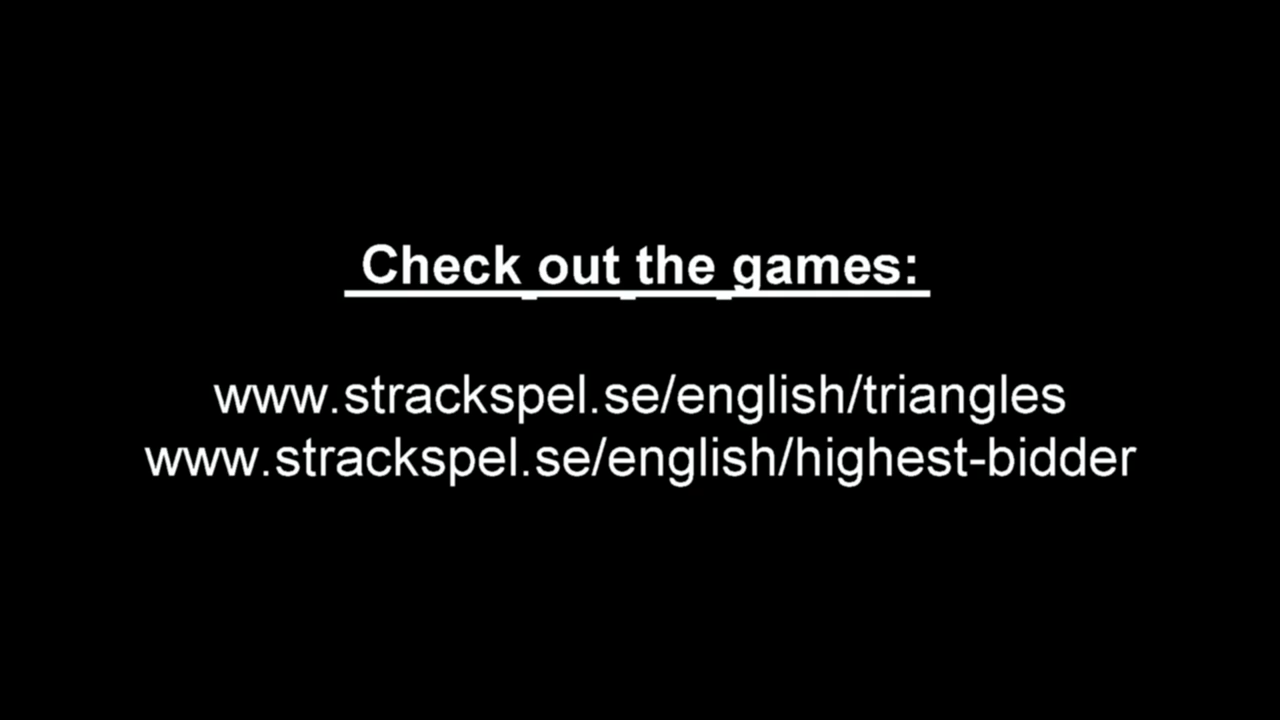 Check out the games:
www.strackspel.se/english/triangles
www.strackspel.se/english/highest-bidder